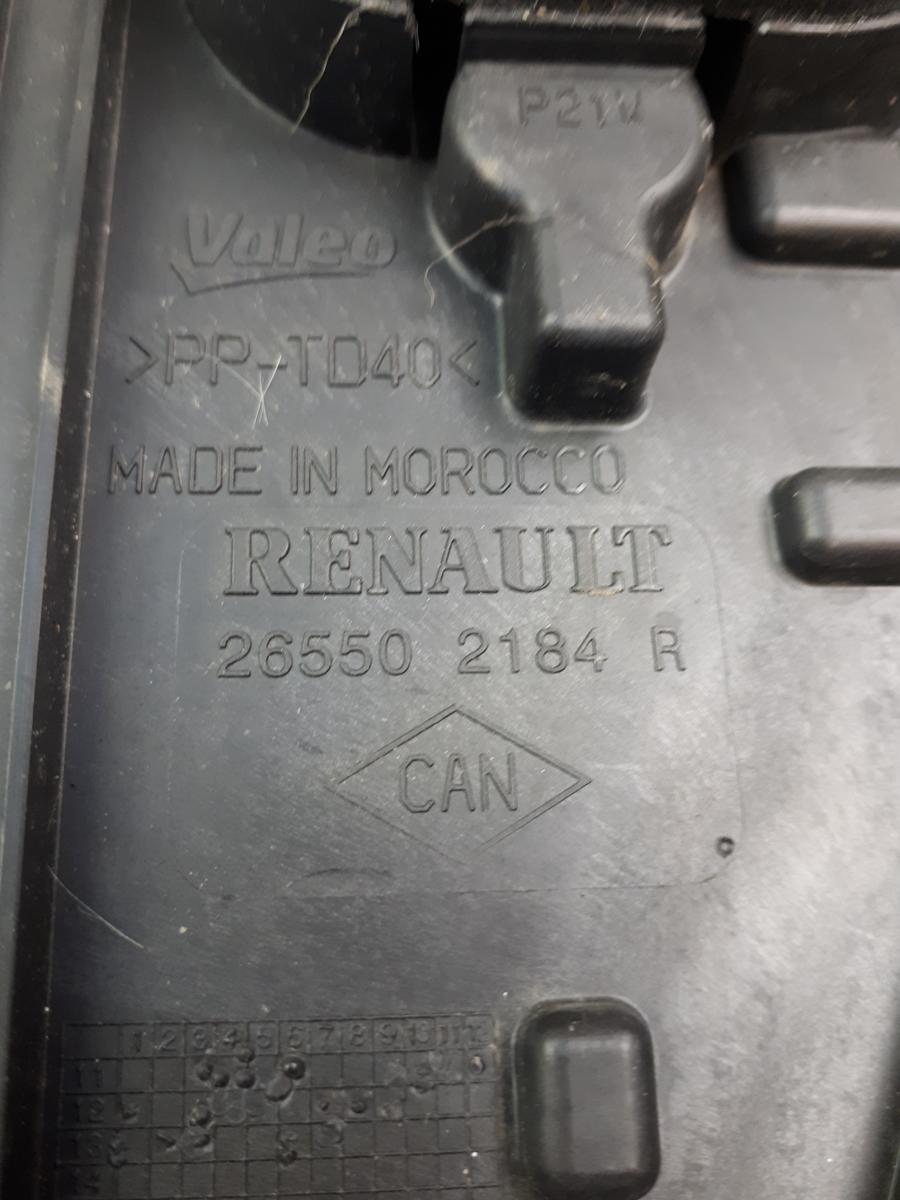 P21W
Valeo
>PP-TD40<
MADE IN MOROCCO
RENAULT
26550 2184 R
CAN
1 2 3 4 5 6 7 8 9 10 11 12
11
12
13